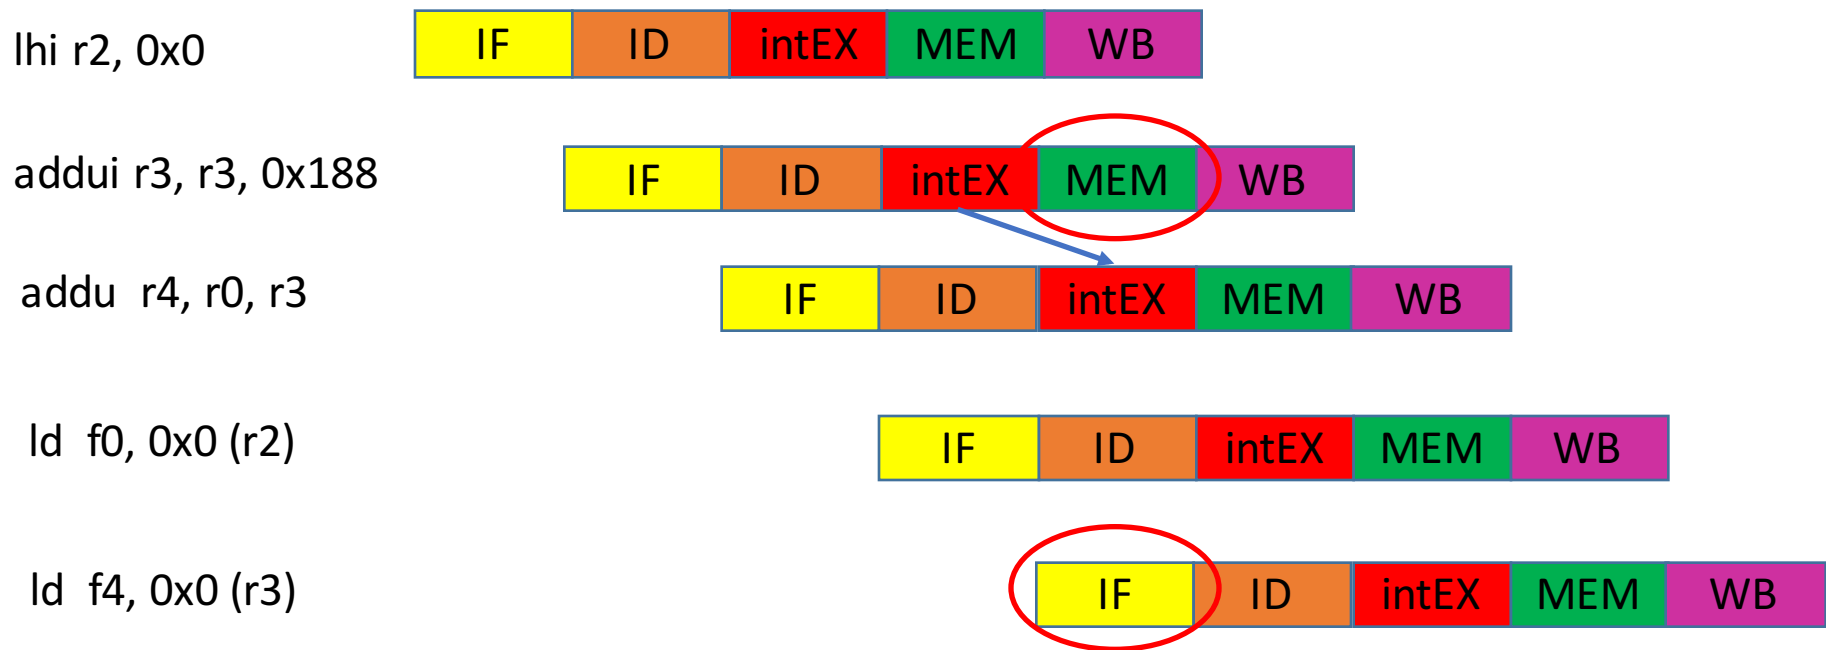 lhi r2, 0x0 IF ID intEX MEM WB
addui r3, r3, 0x188 IF ID intEX MEM WB
addu r4, r0, r3 IF ID intEX MEM WB
ld f0, 0x0 (r2) IF ID intEX MEM WB
ld f4, 0x0 (r3) IF ID intEX MEM WB